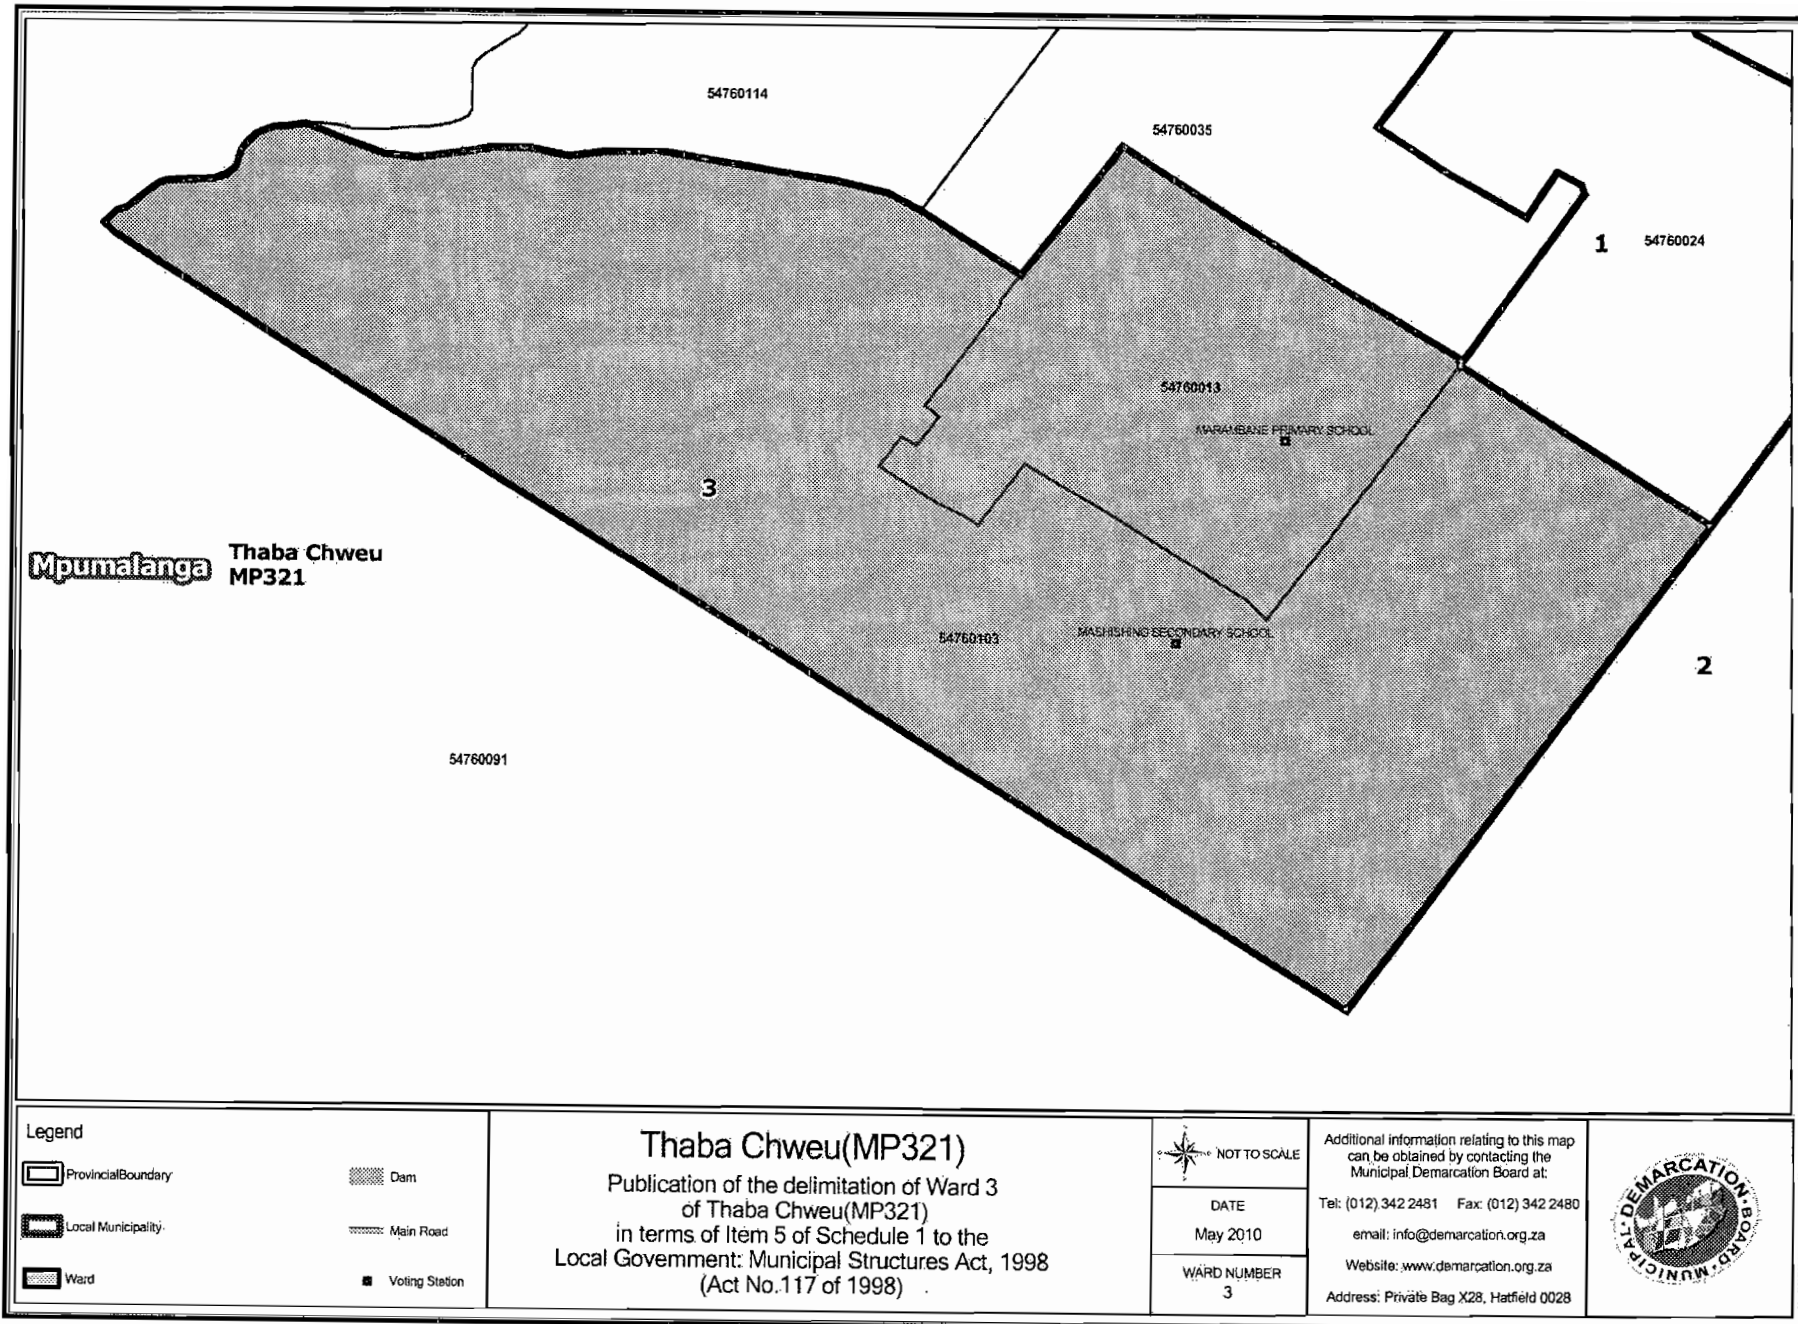 54760114
54760035
1
54760024
54760013
MARAMBANE PRIMARY SCHOOL
3
Mpumalanga
Thaba Chweu
MP321
54760103
MASHISHING SECONDARY SCHOOL
2
54760091
Legend
ProvincialBoundary
Local Municipality
Ward
Dam
Main Road
Voting Station
Thaba Chweu(MP321)
Publication of the delimitation of Ward 3
of Thaba Chweu(MP321)
in terms of Item 5 of Schedule 1 to the
Local Government: Municipal Structures Act, 1998
(Act No.117 of 1998)
NOT TO SCALE
DATE
May 2010
WARD NUMBER
3
Additional information relating to this map
can be obtained by contacting the
Municipal Demarcation Board at:
Tel: (012) 342 2481 Fax: (012) 342 2480
email: info@demarcation.org.za
Website: www.demarcation.org.za
Address: Private Bag X28, Hatfield 0028
MUNICIPAL DEMARCATION BOARD